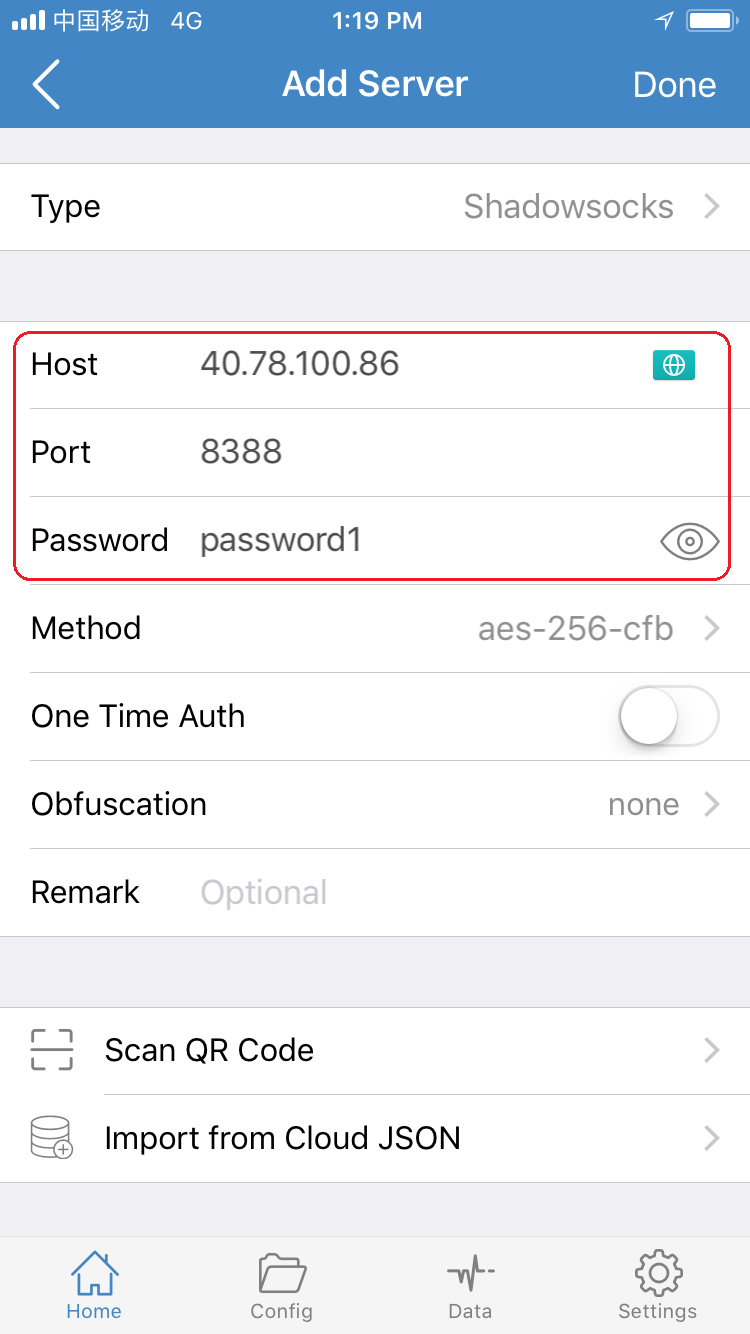 中国移动 4G 1:19 PM
Add Server Done
Type Shadowsocks
Host 40.78.100.86
Port 8388
Password password1
Method aes-256-cfb
One Time Auth
Obfuscation none
Remark Optional
Scan QR Code
Import from Cloud JSON
Home Config Data Settings